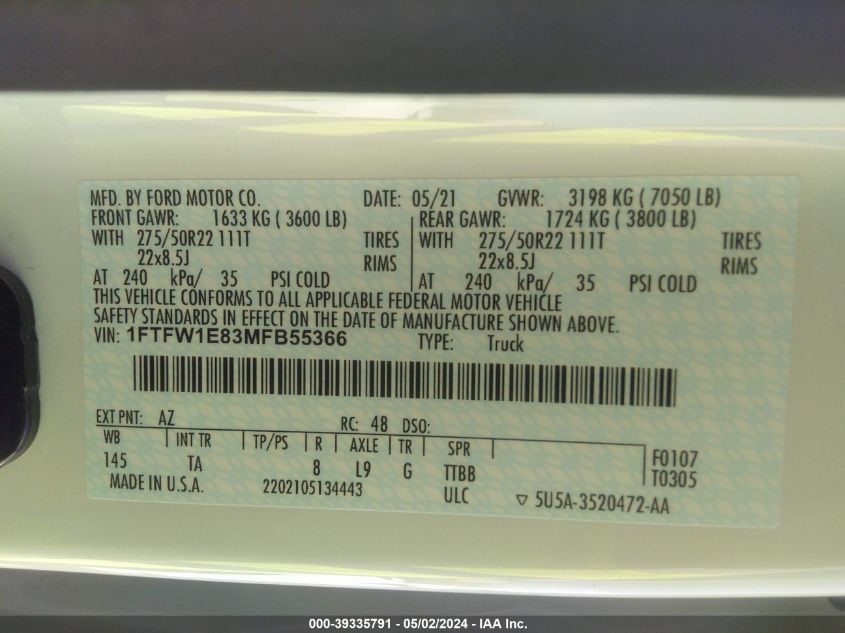 MFD. BY FORD MOTOR CO. DATE: 05/21 GVWR: 3198 KG ( 7050 LB)
FRONT GAWR: 1633 KG ( 3600 LB) REAR GAWR: 1724 KG ( 3800 LB)
WITH 275/50R22 111T TIRES WITH 275/50R22 111T TIRES
22x8.5J RIMS 22x8.5J RIMS
AT 240 kPa/ 35 PSI COLD AT 240 kPa/ 35 PSI COLD
THIS VEHICLE CONFORMS TO ALL APPLICABLE FEDERAL MOTOR VEHICLE
SAFETY STANDARDS IN EFFECT ON THE DATE OF MANUFACTURE SHOWN ABOVE.
VIN: 1FTFW1E83MFB55366 TYPE: Truck
EXT PNT: AZ RC: 48 DSO:
WB INT TR TP/PS R AXLE TR SPR
145 TA 8 L9 G TTBB F0107
MADE IN U.S.A. 2202105134443 ULC T0305
▽ 5U5A-3520472-AA
000-39335791 - 05/02/2024 - IAA Inc.